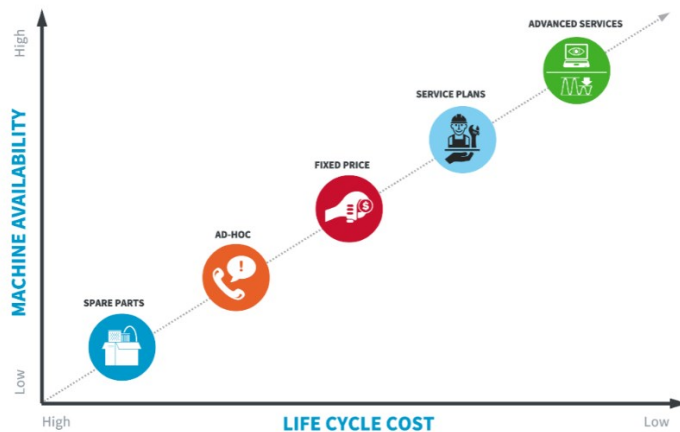 ADVANCED SERVICES
High
SERVICE PLANS
FIXED PRICE
$
AD-HOC
!
SPARE PARTS
MACHINE AVAILABILITY
Low
High
LIFE CYCLE COST
Low